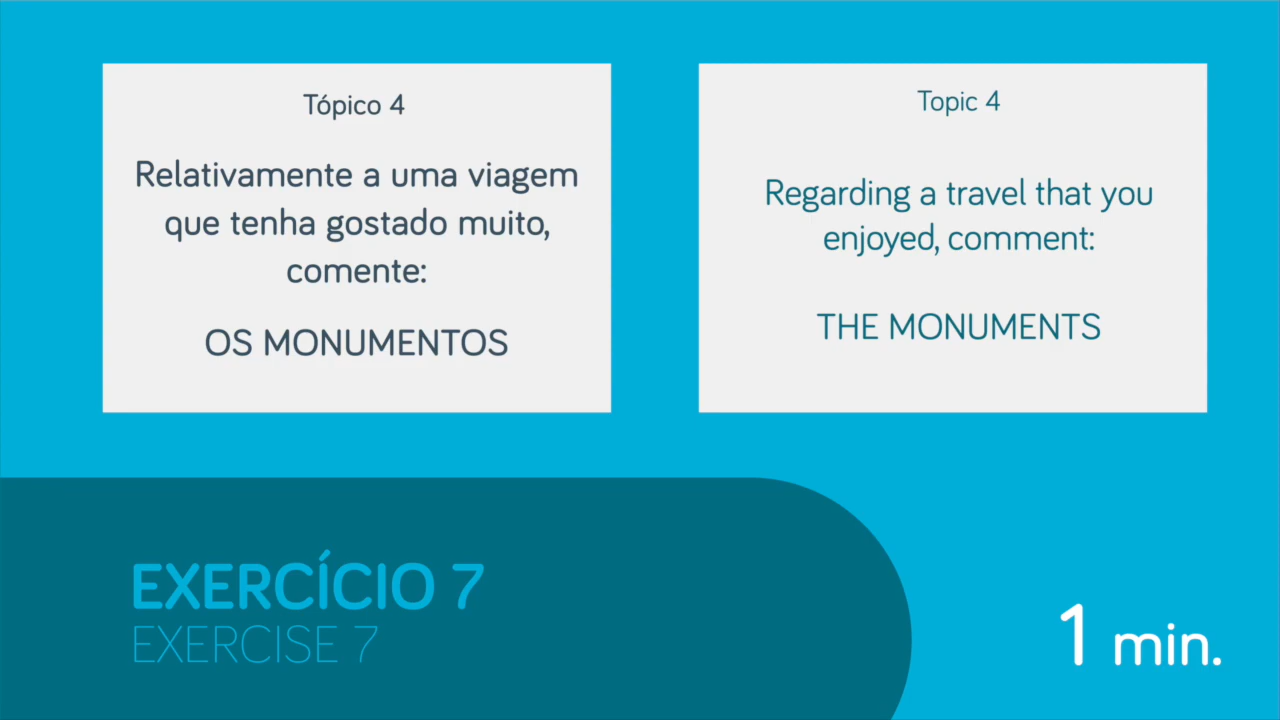 Tópico 4
Relativamente a uma viagem
que tenha gostado muito,
comente:
OS MONUMENTOS
Topic 4
Regarding a travel that you
enjoyed, comment:
THE MONUMENTS
EXERCÍCIO 7
EXERCISE 7
1 min.